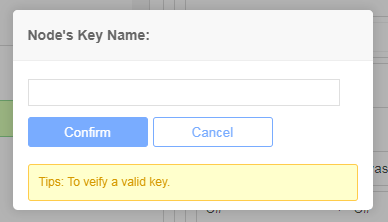 Node's Key Name:
Confirm
Cancel
Tips: To veify a valid key.